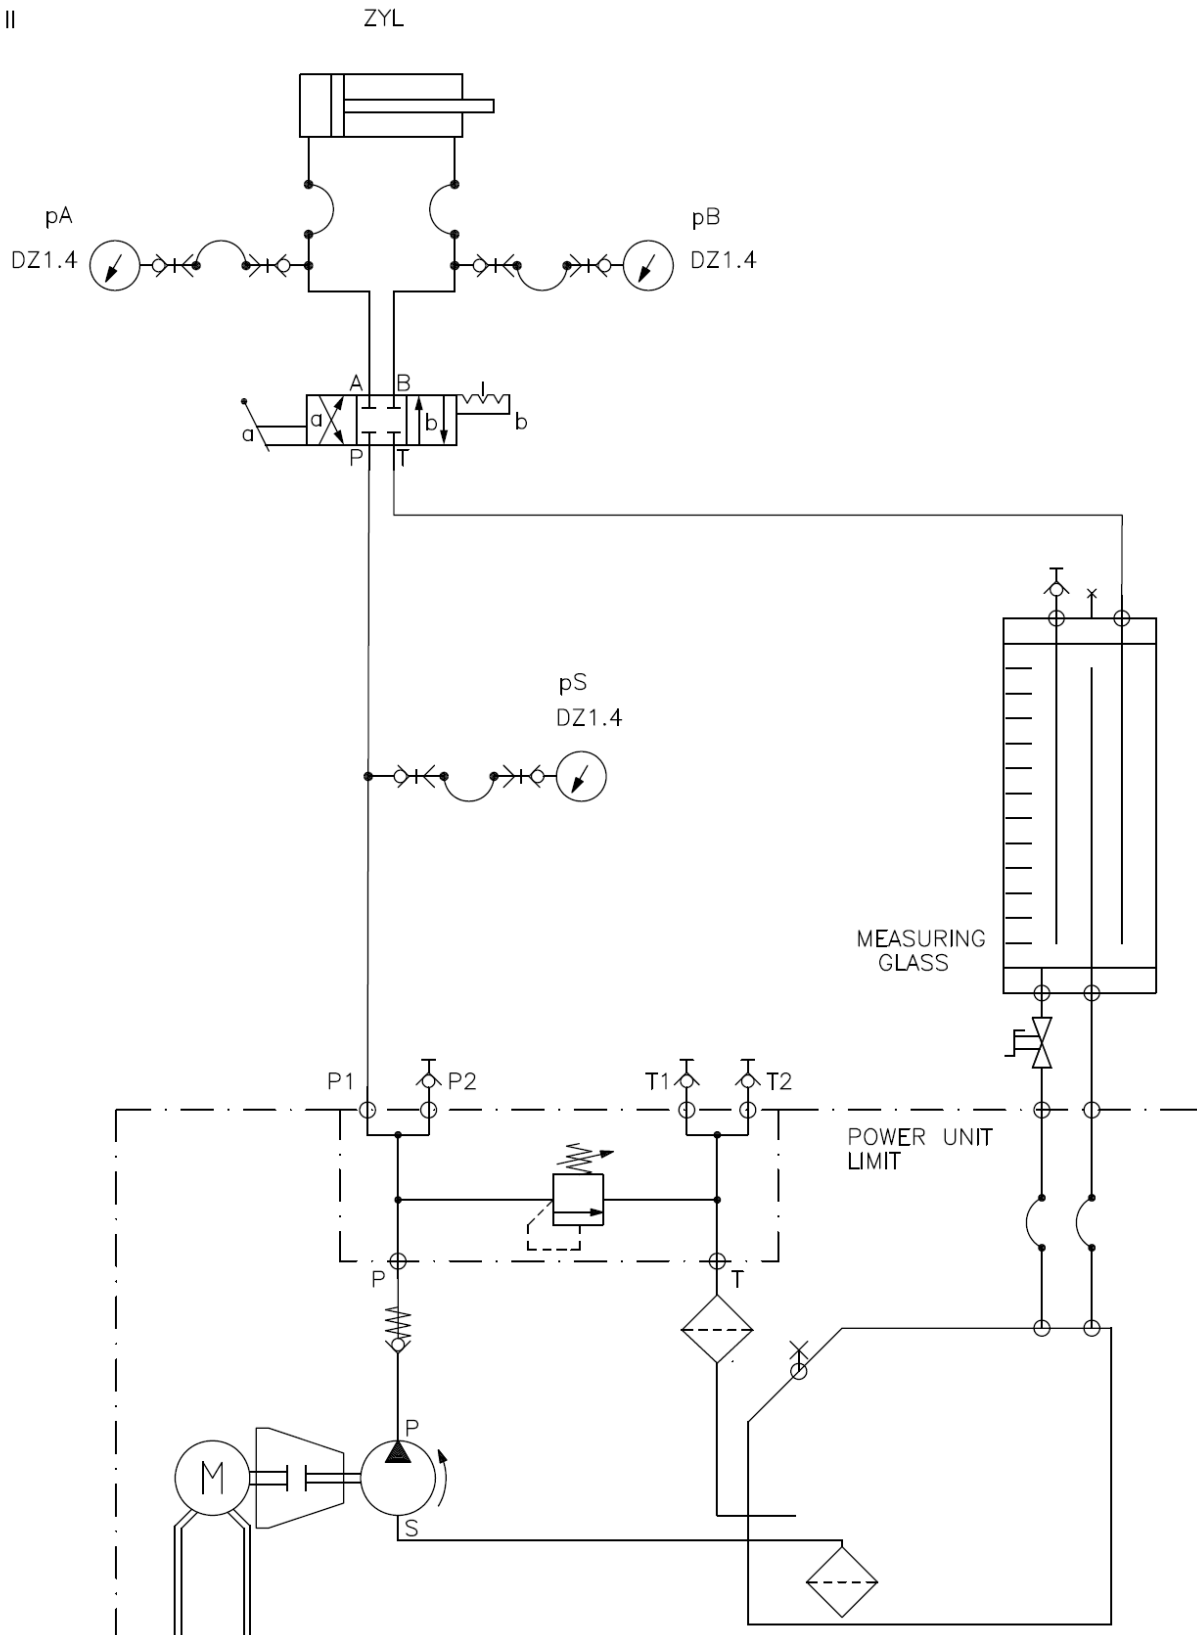 II
ZYL
pA
DZ1.4
pB
DZ1.4
A B
a
a
b
b
P T
pS
DZ1.4
MEASURING
GLASS
P1
P2
T1
T2
POWER UNIT
LIMIT
P
T
P
M
S